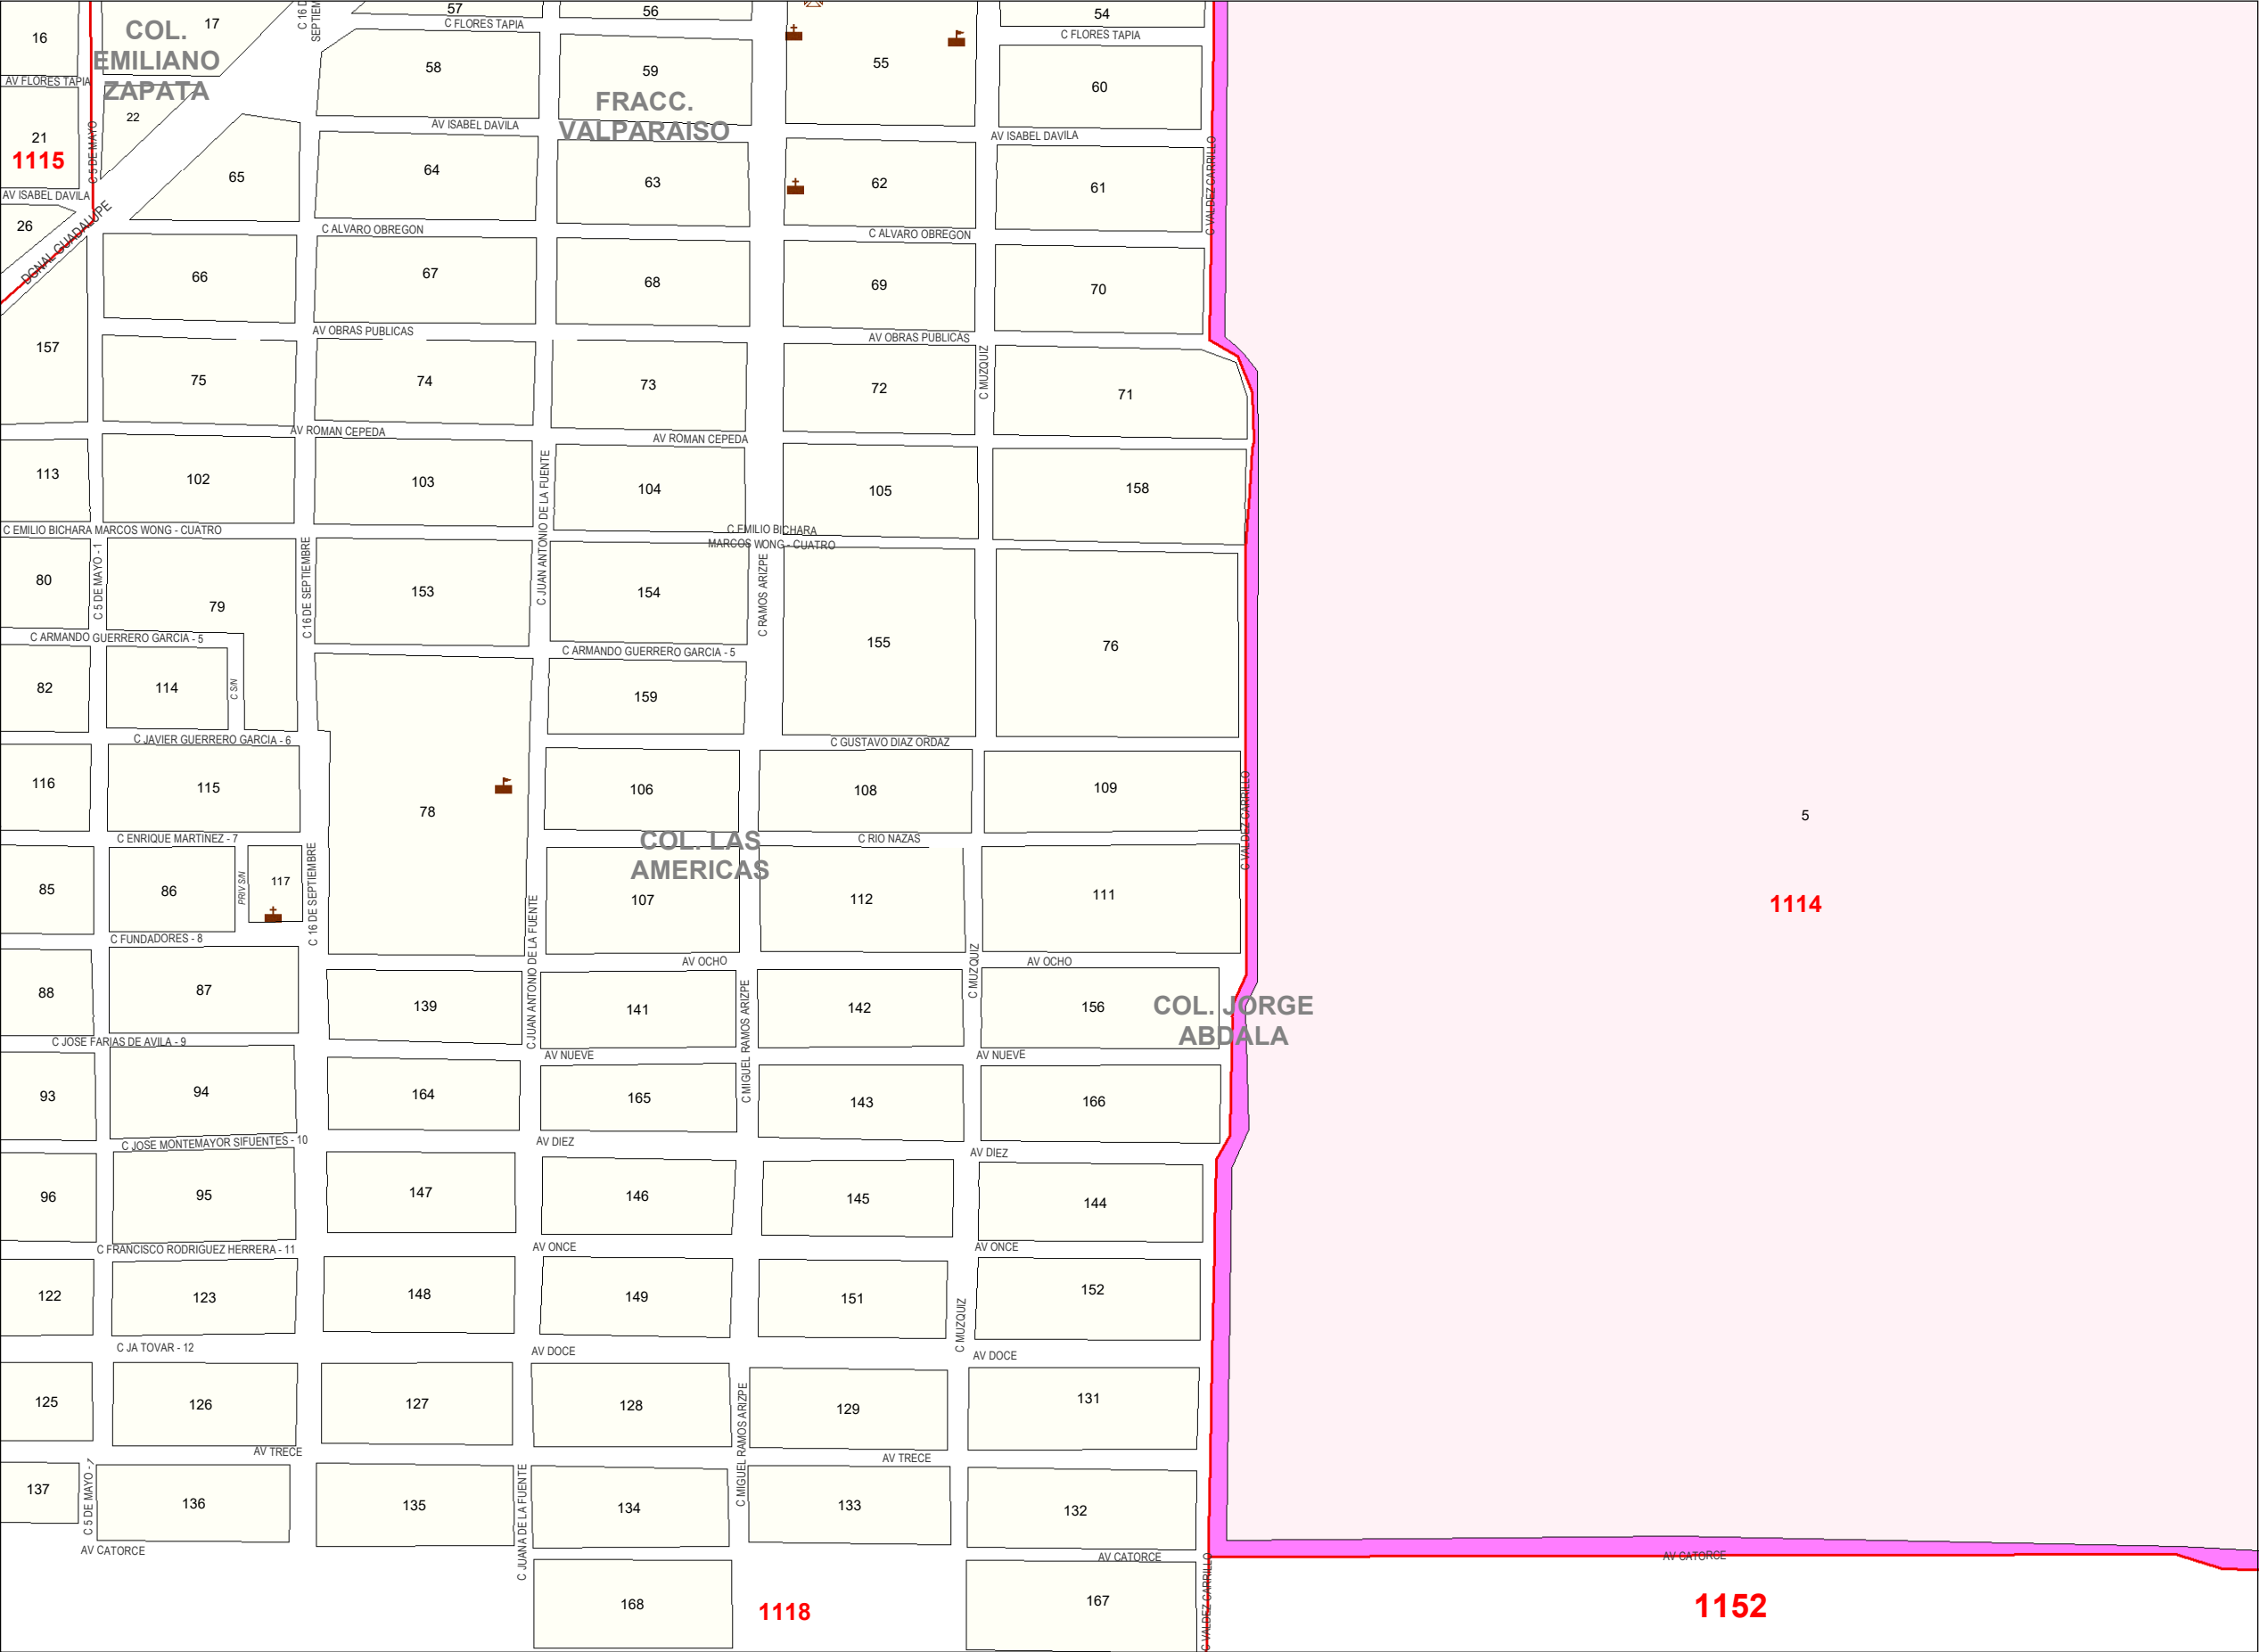 57
56
54
17
C 16 D
SEPTIEM
C FLORES TAPIA
C FLORES TAPIA
16
COL.
EMILIANO
ZAPATA
58
59
55
60
AV FLORES TAPIA
FRACC.
VALPARAISO
22
21
1115
C 5 DE MAYO
AV ISABEL DAVILA
AV ISABEL DAVILA
65
64
63
62
61
C VALDEZ CARRILLO
AV ISABEL DAVILA
26
DGNAL GUADALUPE
C ALVARO OBREGON
C ALVARO OBREGON
66
67
68
69
70
AV OBRAS PUBLICAS
AV OBRAS PUBLICAS
157
75
74
73
72
C MUZQUIZ
71
AV ROMAN CEPEDA
AV ROMAN CEPEDA
113
102
103
C JUAN ANTONIO DE LA FUENTE
104
105
158
C EMILIO BICHARA MARCOS WONG - CUATRO
C EMILIO BICHARA
MARCOS WONG - CUATRO
80
C 5 DE MAYO - 1
79
C 16 DE SEPTIEMBRE
153
154
C RAMOS ARIZPE
155
76
C ARMANDO GUERRERO GARCIA - 5
C ARMANDO GUERRERO GARCIA - 5
82
114
C S/N
159
C JAVIER GUERRERO GARCIA - 6
C GUSTAVO DIAZ ORDAZ
116
115
78
106
108
109
C VALDEZ CARRILLO
5
C ENRIQUE MARTINEZ - 7
COL. LAS
AMERICAS
C RIO NAZAS
85
86
PRIV S/N
117
C 16 DE SEPTIEMBRE
107
112
111
1114
C FUNDADORES - 8
C JUAN ANTONIO DE LA FUENTE
AV OCHO
C MUZQUIZ
AV OCHO
88
87
139
141
C MIGUEL RAMOS ARIZPE
142
156
COL. JORGE
ABDALA
C JOSE FARIAS DE AVILA - 9
AV NUEVE
AV NUEVE
93
94
164
165
143
166
C JOSE MONTEMAYOR SIFUENTES - 10
AV DIEZ
AV DIEZ
96
95
147
146
145
144
C FRANCISCO RODRIGUEZ HERRERA - 11
AV ONCE
AV ONCE
122
123
148
149
151
C MUZQUIZ
152
C JA TOVAR - 12
AV DOCE
AV DOCE
125
126
127
128
C MIGUEL RAMOS ARIZPE
129
131
AV TRECE
AV TRECE
137
C 5 DE MAYO - 7
136
135
C JUANA DE LA FUENTE
134
133
132
AV CATORCE
AV CATORCE
AV CATORCE
168
1118
167
C VALDEZ CARRILLO
1152